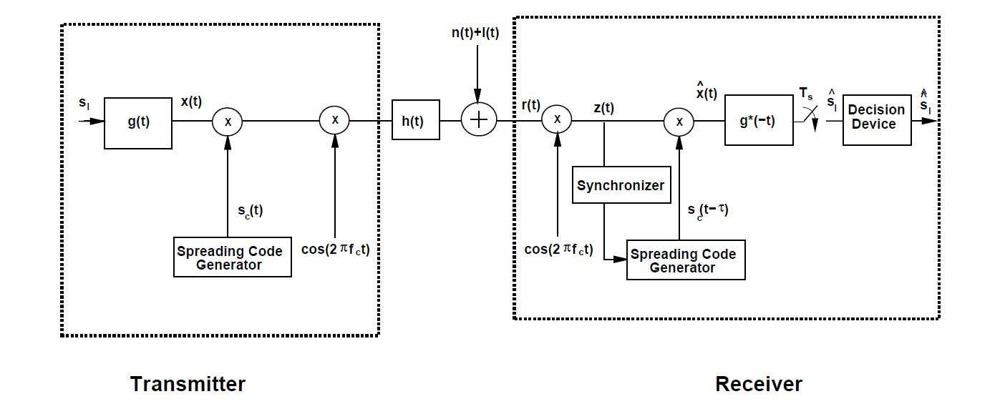 n(t)+I(t)
s_l
g(t)
x(t)
x
x
h(t)
+
r(t)
x
z(t)
x
x̂(t)
g*(−t)
T_s
ŝ_l
Decision
Device
ŝ̂_l
s_c(t)
Spreading Code
Generator
cos(2πf_ct)
cos(2πf_ct)
Synchronizer
s_c(t−τ)
Spreading Code
Generator
Transmitter
Receiver